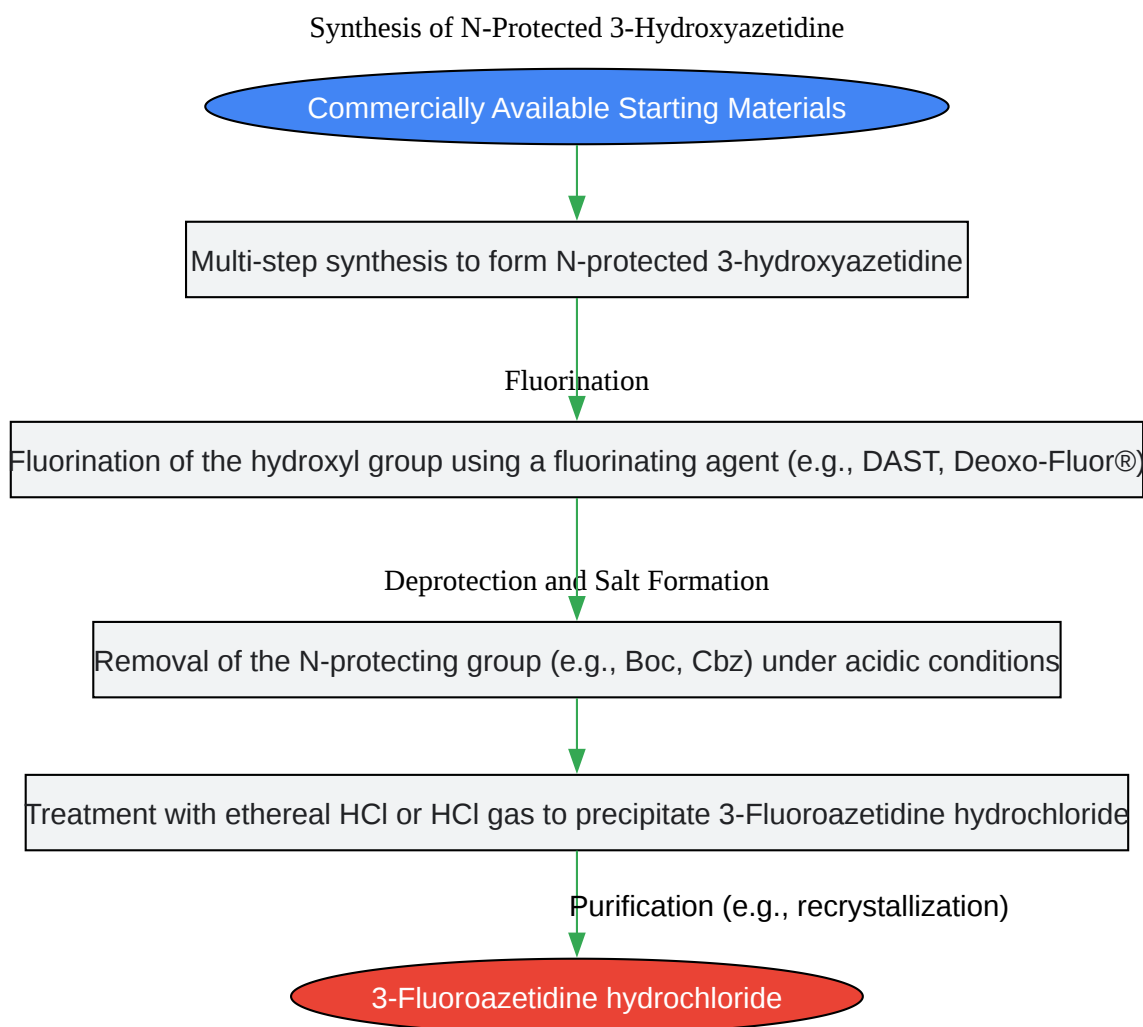 Synthesis of N-Protected 3-Hydroxyazetidine
Commercially Available Starting Materials
Multi-step synthesis to form N-protected 3-hydroxyazetidine
Fluorination
Fluorination of the hydroxyl group using a fluorinating agent (e.g., DAST, Deoxo-Fluor®)
Deprotection and Salt Formation
Removal of the N-protecting group (e.g., Boc, Cbz) under acidic conditions
Treatment with ethereal HCl or HCl gas to precipitate 3-Fluoroazetidine hydrochloride
Purification (e.g., recrystallization)
3-Fluoroazetidine hydrochloride